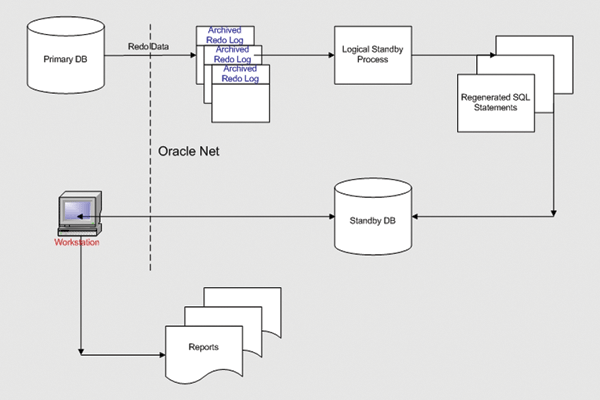 Primary DB
Redo Data
Archived
Redo Log
Archived
Redo Log
Archived
Redo Log
Logical Standby
Process
Regenerated SQL
Statements
Oracle Net
Workstation
Standby DB
Reports